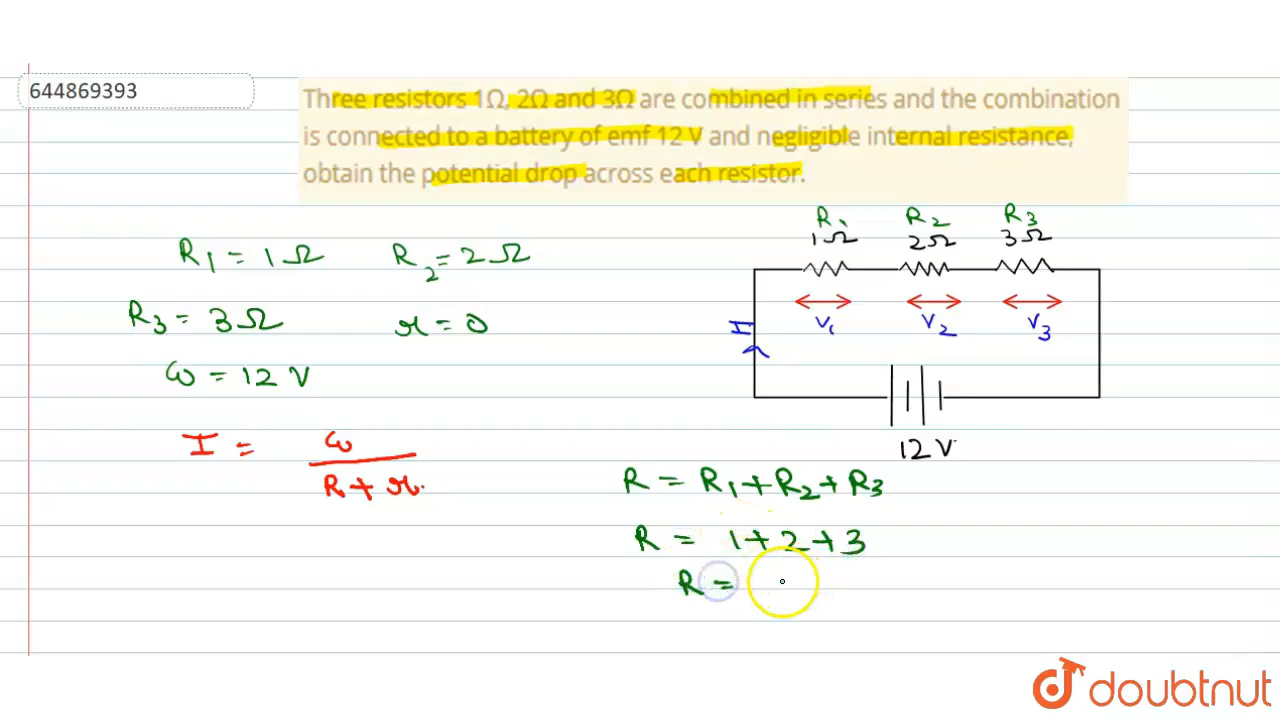 644869393
Three resistors 1Ω, 2Ω and 3Ω are combined in series and the combination
is connected to a battery of emf 12 V and negligible internal resistance,
obtain the potential drop across each resistor.
R1 = 1Ω
R2 = 2Ω
R3 = 3Ω
r = 0
ω = 12 V
I = ω
R + r.
R1
R2
R3
1Ω
2Ω
3Ω
I
V1
V2
V3
12 V
R = R1 + R2 + R3
R = 1 + 2 + 3
R =
doubtnut